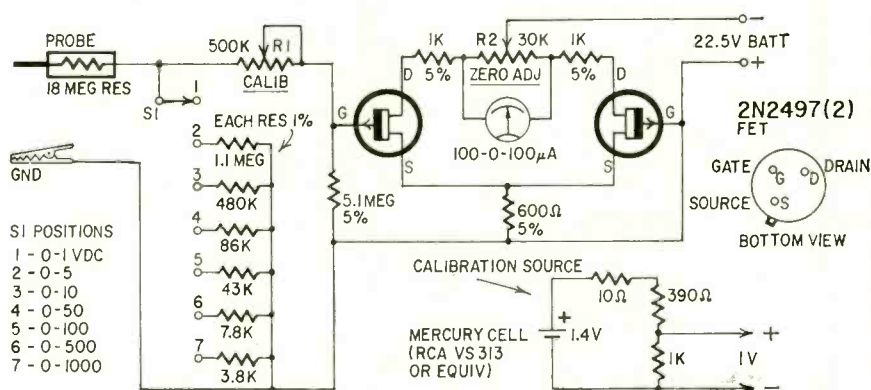 PROBE
18 MEG RES
500K
R1
CALIB
S1
1
1K
5%
R2
30K
ZERO ADJ
1K
5%
−
22.5V BATT
+
D
G
S
D
G
S
100-0-100μA
2N2497(2)
FET
GATE
G
D
DRAIN
SOURCE
S
BOTTOM VIEW
GND
EACH RES 1%
2
1.1 MEG
3
480K
4
86K
5
43K
6
7.8K
7
3.8K
5.1 MEG
5%
600Ω
5%
S1 POSITIONS
1 - 0-1 VDC
2 - 0-5
3 - 0-10
4 - 0-50
5 - 0-100
6 - 0-500
7 - 0-1000
CALIBRATION SOURCE
10Ω
390Ω
MERCURY CELL
(RCA VS313
OR EQUIV)
+
1.4V
1K
+
1V
−